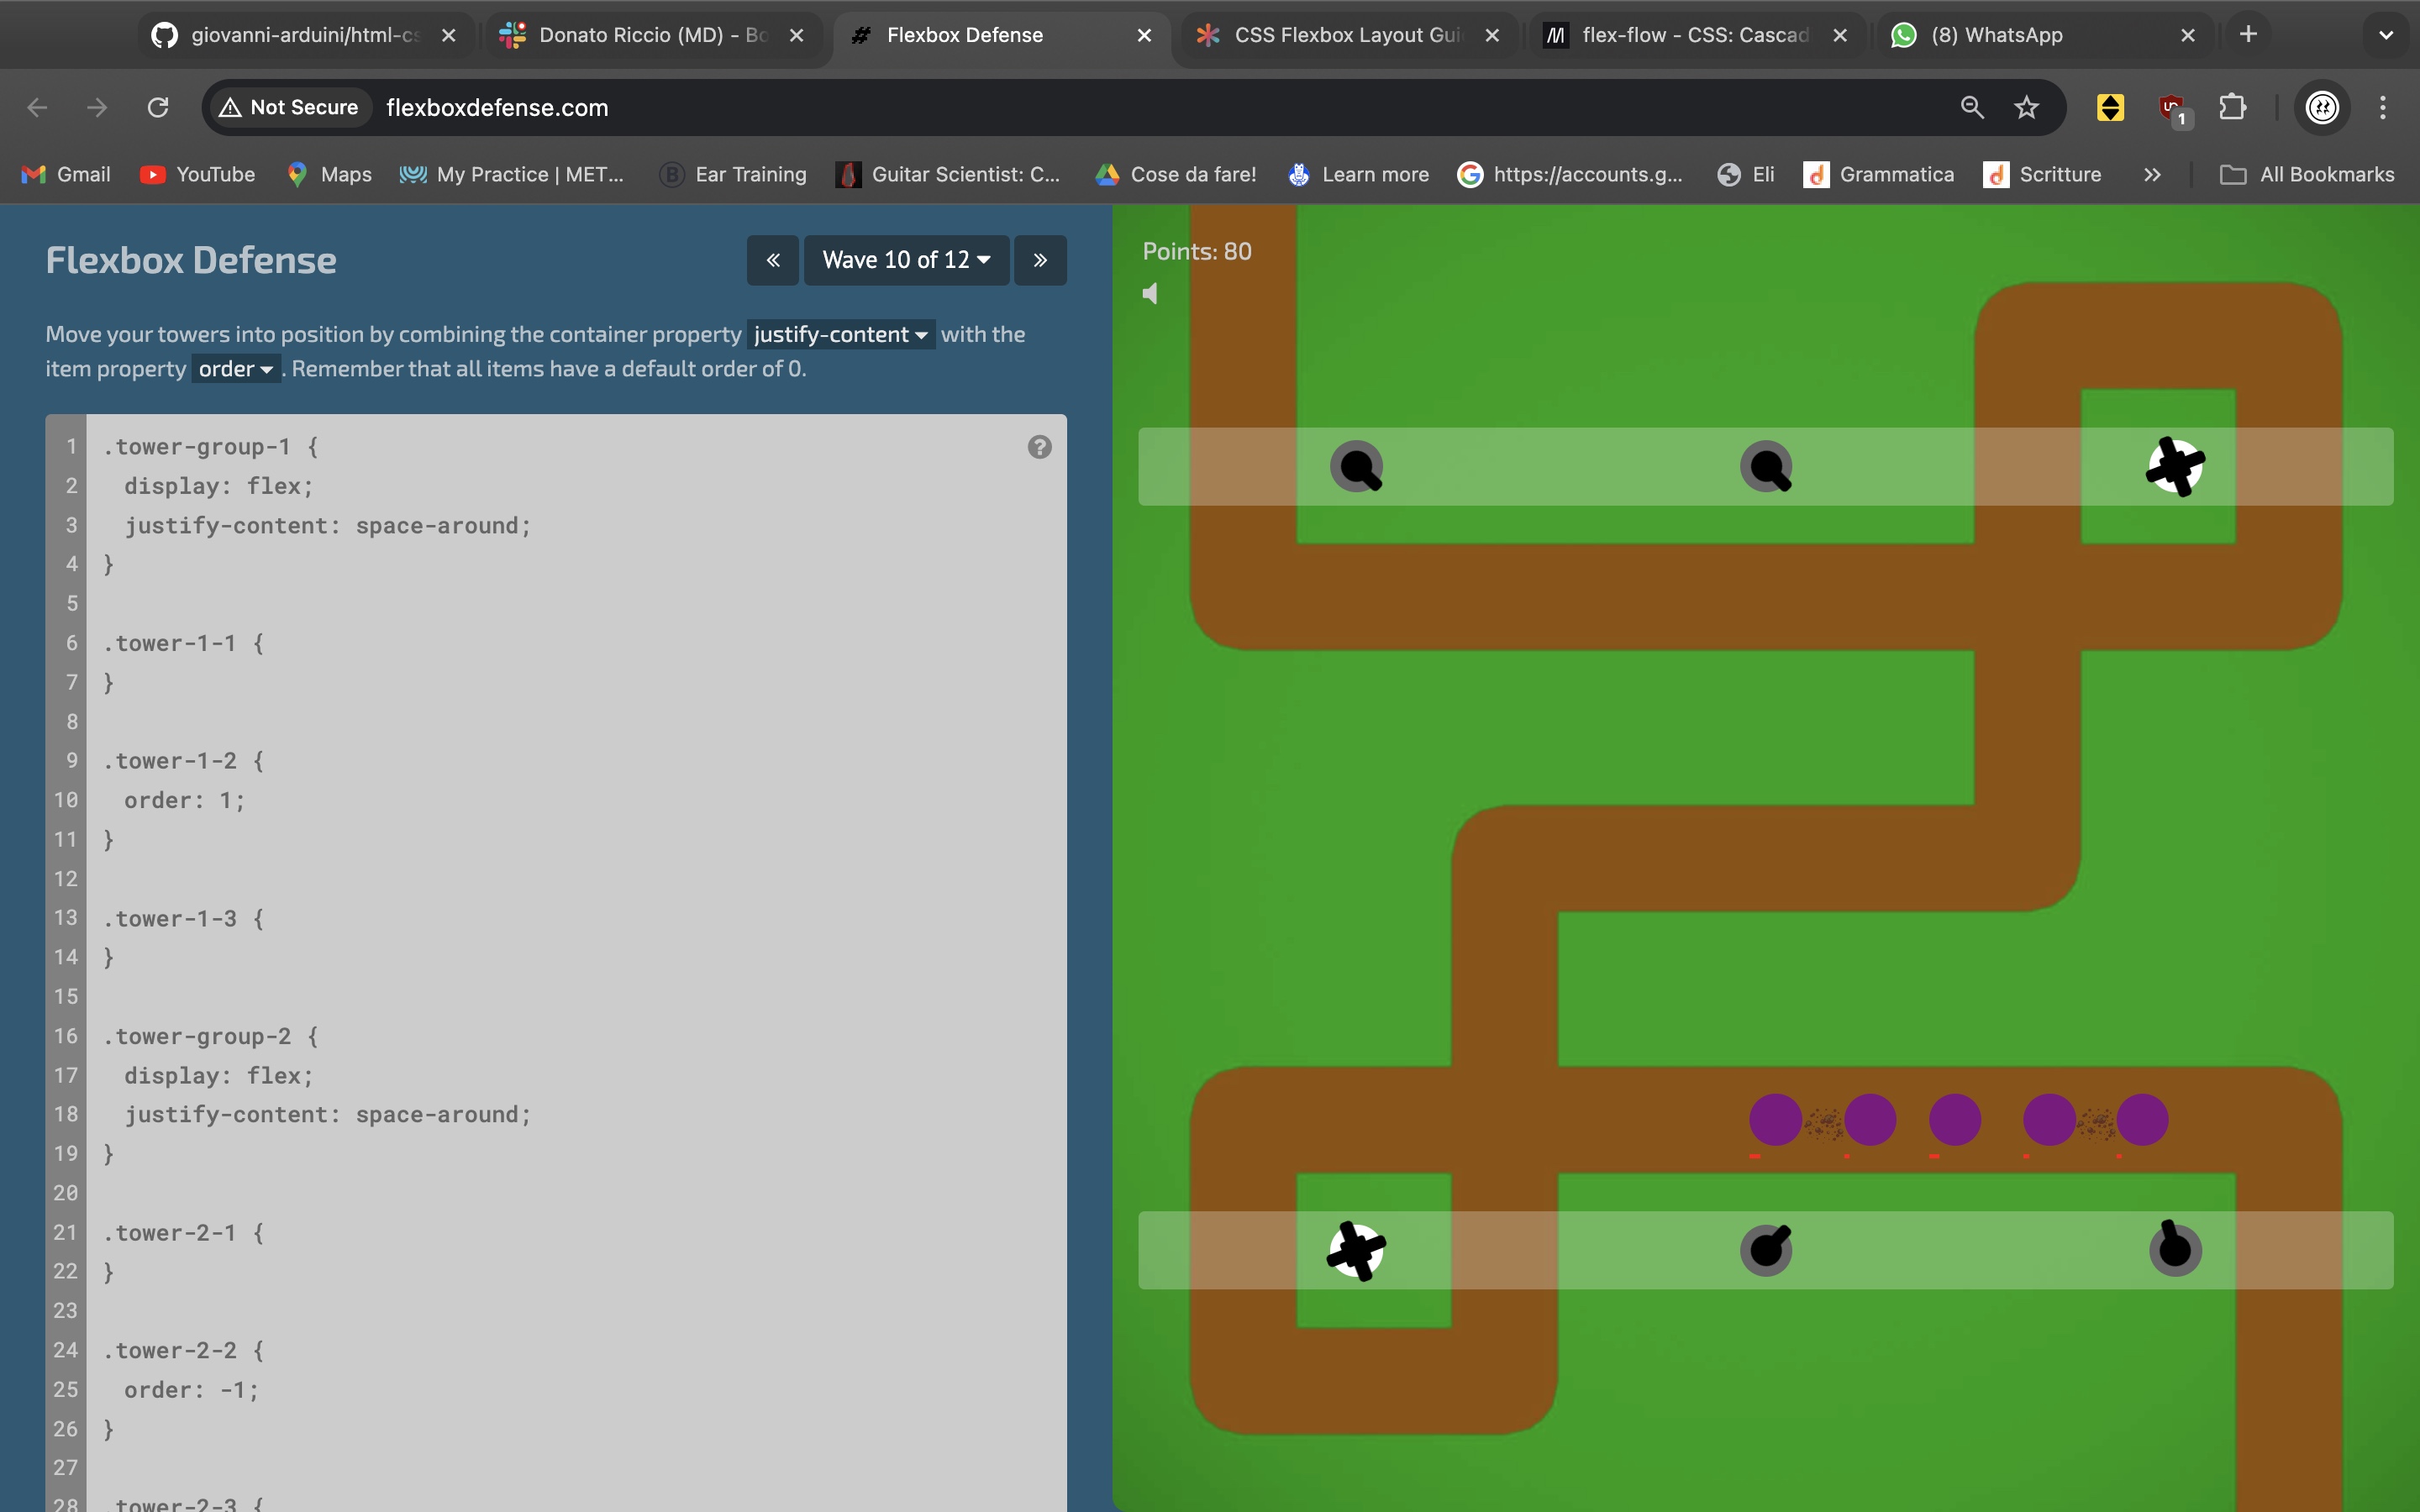 giovanni-arduini/html-cs
Donato Riccio (MD) - Bo
Flexbox Defense
CSS Flexbox Layout Gui
flex-flow - CSS: Cascad
(8) WhatsApp
Not Secure
flexboxdefense.com
1
Gmail
YouTube
Maps
My Practice | MET...
Ear Training
Guitar Scientist: C...
Cose da fare!
Learn more
https://accounts.g...
Eli
Grammatica
Scritture
All Bookmarks
Flexbox Defense
« Wave 10 of 12 »
Move your towers into position by combining the container property justify-content with the
item property order . Remember that all items have a default order of 0.
1 .tower-group-1 {
2 display: flex;
3 justify-content: space-around;
4 }
5
6 .tower-1-1 {
7 }
8
9 .tower-1-2 {
10 order: 1;
11 }
12
13 .tower-1-3 {
14 }
15
16 .tower-group-2 {
17 display: flex;
18 justify-content: space-around;
19 }
20
21 .tower-2-1 {
22 }
23
24 .tower-2-2 {
25 order: -1;
26 }
27
28 .tower-2-3 {
?
Points: 80